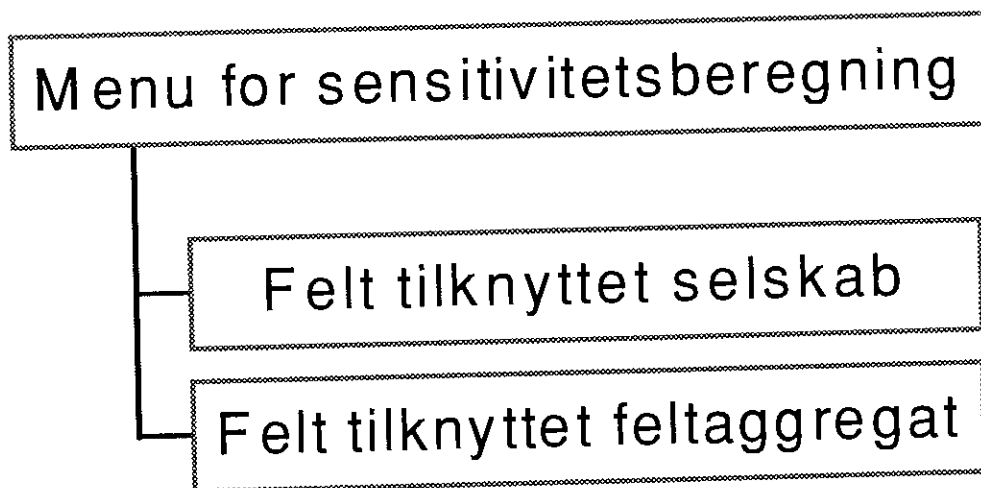 Menu for sensitivitetsberegning
Felt tilknyttet selskab
Felt tilknyttet feltaggregat